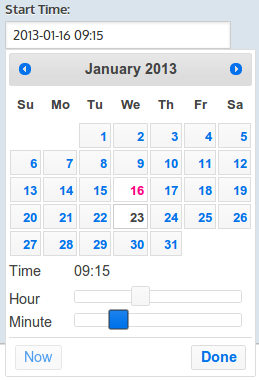 Start Time:
2013-01-16 09:15
January 2013
Su Mo Tu We Th Fr Sa
1 2 3 4 5
6 7 8 9 10 11 12
13 14 15 16 17 18 19
20 21 22 23 24 25 26
27 28 29 30 31
Time 09:15
Hour
Minute
Now Done